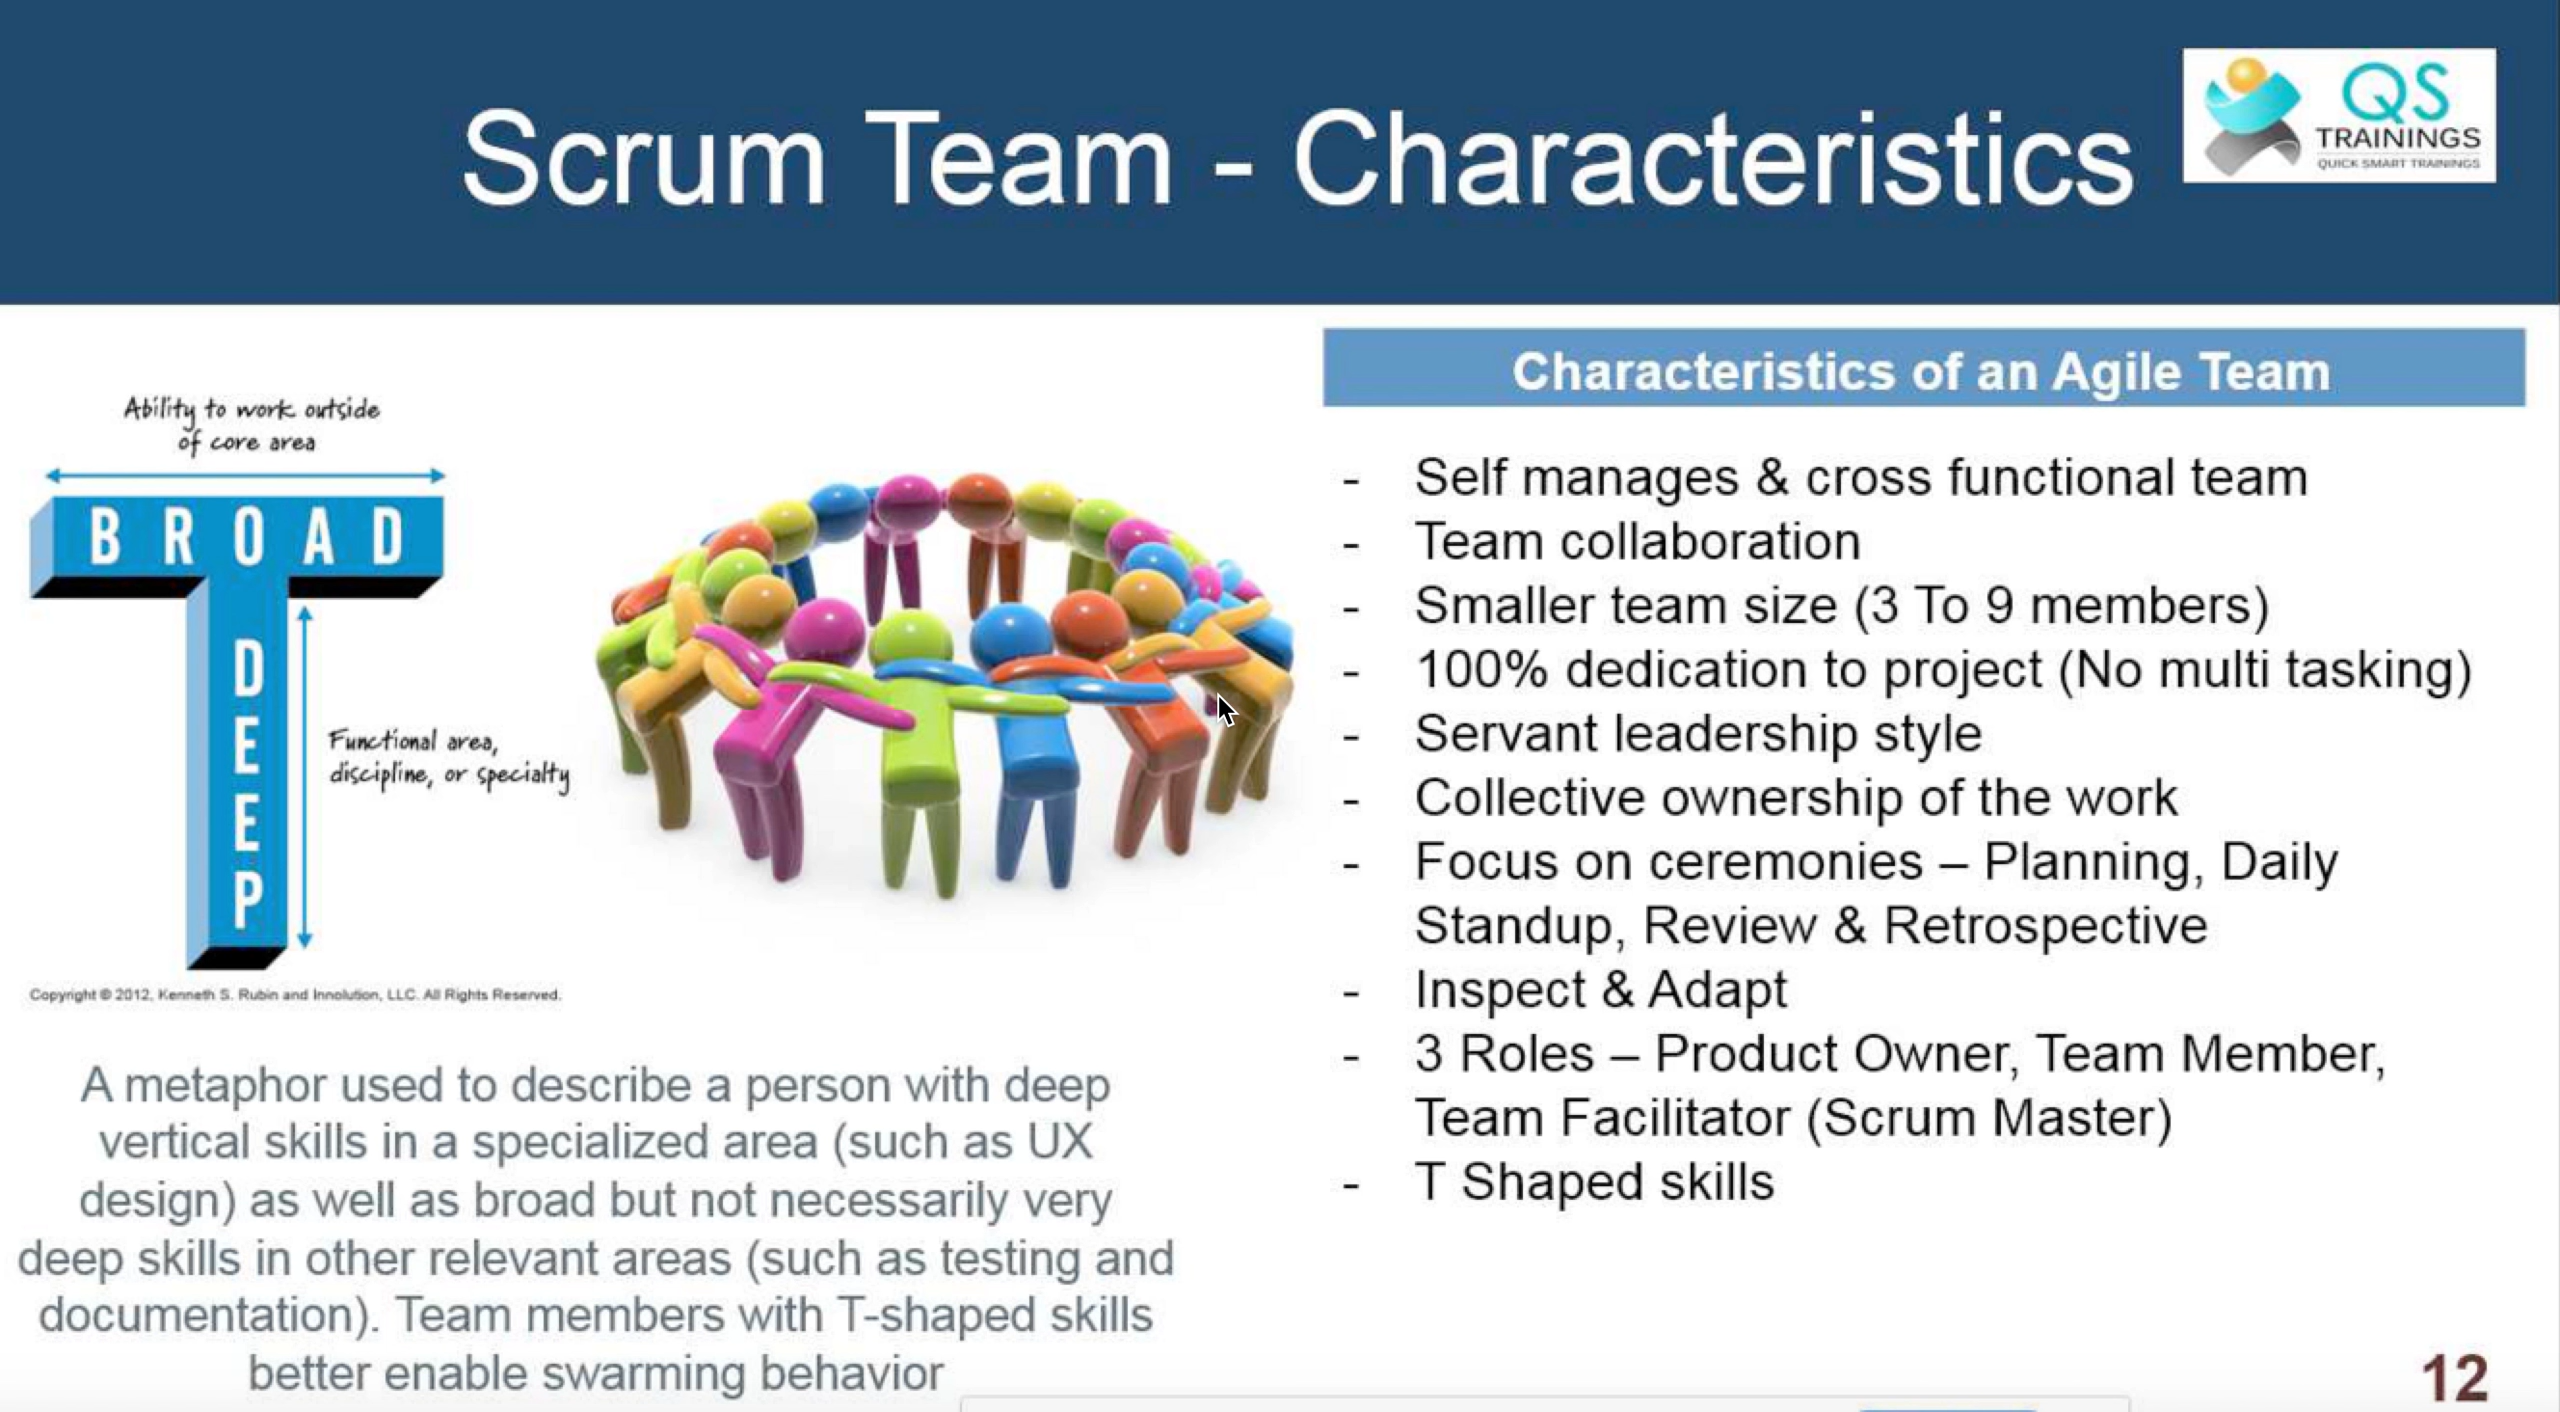 Scrum Team - Characteristics
QS
TRAININGS
QUICK SMART TRAININGS
Ability to work outside
of core area
BROAD
DEEP
Functional area,
discipline, or specialty
Copyright © 2012, Kenneth S. Rubin and Innolution, LLC. All Rights Reserved.
A metaphor used to describe a person with deep
vertical skills in a specialized area (such as UX
design) as well as broad but not necessarily very
deep skills in other relevant areas (such as testing and
documentation). Team members with T-shaped skills
better enable swarming behavior
Characteristics of an Agile Team
- Self manages & cross functional team
- Team collaboration
- Smaller team size (3 To 9 members)
- 100% dedication to project (No multi tasking)
- Servant leadership style
- Collective ownership of the work
- Focus on ceremonies – Planning, Daily
Standup, Review & Retrospective
- Inspect & Adapt
- 3 Roles – Product Owner, Team Member,
Team Facilitator (Scrum Master)
- T Shaped skills
12